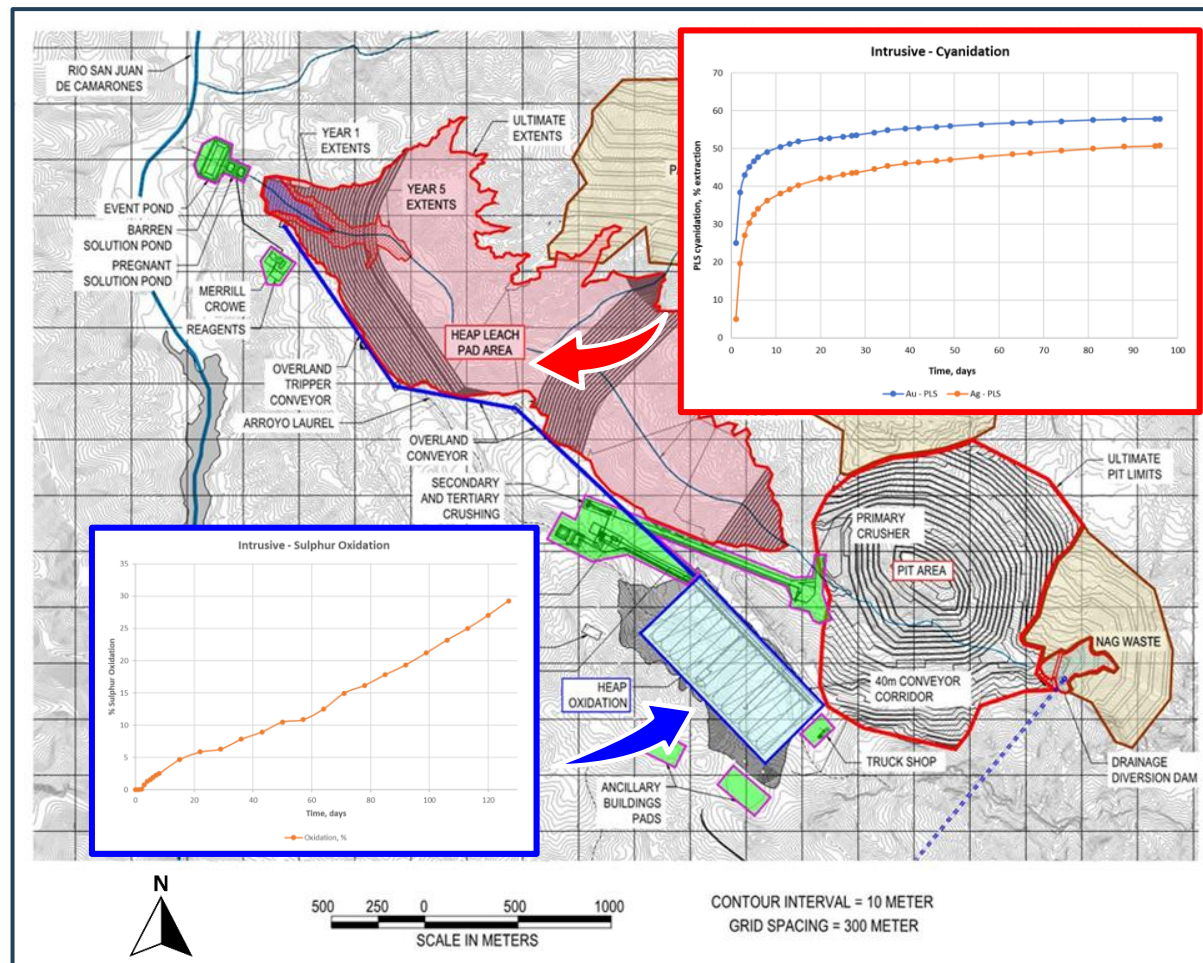 RIO SAN JUAN
DE CAMARONES
YEAR 1
EXTENTS
ULTIMATE
EXTENTS
YEAR 5
EXTENTS
EVENT POND
BARREN
SOLUTION POND
PREGNANT
SOLUTION POND
MERRILL
CROWE
REAGENTS
HEAP LEACH
PAD AREA
OVERLAND
TRIPPER
CONVEYOR
ARROYO LAUREL
OVERLAND
CONVEYOR
SECONDARY
AND TERTIARY
CRUSHING
Intrusive - Cyanidation
PLS cyanidation, % extraction
70
60
50
40
30
20
10
0
0 10 20 30 40 50 60 70 80 90 100
Time, days
Au - PLS Ag - PLS
ULTIMATE
PIT LIMITS
PRIMARY
CRUSHER
PIT AREA
NAG WASTE
40m CONVEYOR
CORRIDOR
HEAP
OXIDATION
TRUCK SHOP
DRAINAGE
DIVERSION DAM
ANCILLARY
BUILDINGS
PADS
Intrusive - Sulphur Oxidation
% Sulphur Oxidation
35
30
25
20
15
10
5
0
0 20 40 60 80 100 120
Time, days
Oxidation, %
N
500 250 0 500 1000
SCALE IN METERS
CONTOUR INTERVAL = 10 METER
GRID SPACING = 300 METER